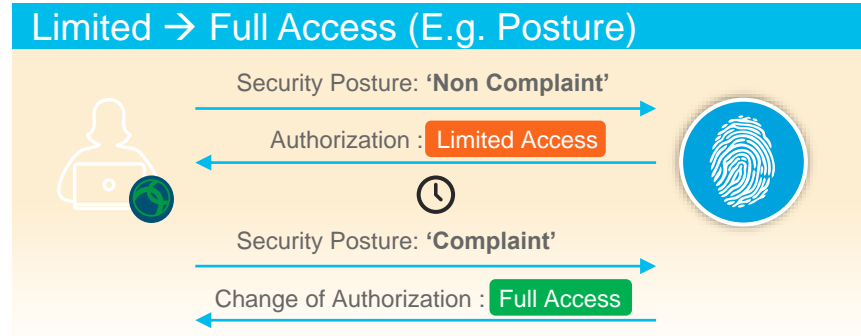 Limited → Full Access (E.g. Posture)
Security Posture: ‘Non Complaint’
Authorization : Limited Access
Security Posture: ‘Complaint’
Change of Authorization : Full Access